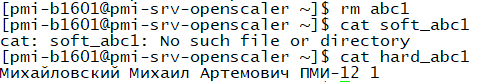 [pmi-b1601@pmi-srv-openscaler ~]$ rm abc1
[pmi-b1601@pmi-srv-openscaler ~]$ cat soft_abc1
cat: soft_abc1: No such file or directory
[pmi-b1601@pmi-srv-openscaler ~]$ cat hard_abc1
Михайловский Михаил Артемович ПМИ-12 1